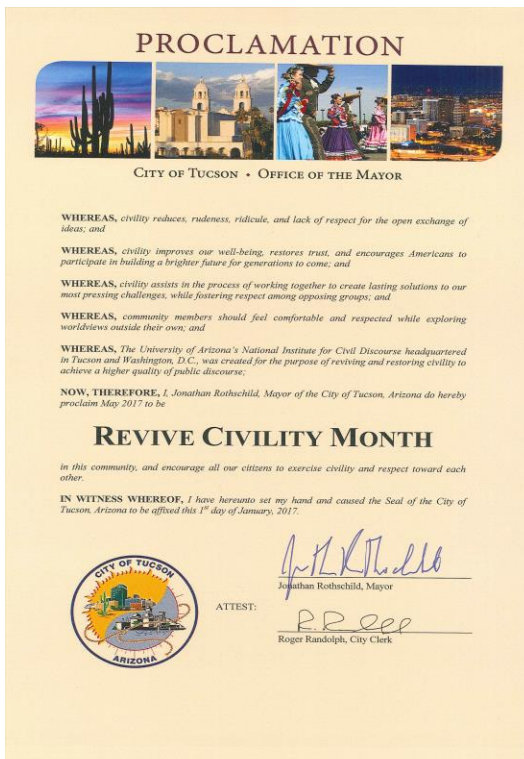 PROCLAMATION
CITY OF TUCSON • OFFICE OF THE MAYOR
WHEREAS, civility reduces, rudeness, ridicule, and lack of respect for the open exchange of
ideas; and
WHEREAS, civility improves our well-being, restores trust, and encourages Americans to
participate in building a brighter future for generations to come; and
WHEREAS, civility assists in the process of working together to create lasting solutions to our
most pressing challenges, while fostering respect among opposing groups; and
WHEREAS, community members should feel comfortable and respected while exploring
worldviews outside their own; and
WHEREAS, The University of Arizona's National Institute for Civil Discourse headquartered
in Tucson and Washington, D.C., was created for the purpose of reviving and restoring civility to
achieve a higher quality of public discourse;
NOW, THEREFORE, I, Jonathan Rothschild, Mayor of the City of Tucson, Arizona do hereby
proclaim May 2017 to be
REVIVE CIVILITY MONTH
in this community, and encourage all our citizens to exercise civility and respect toward each
other.
IN WITNESS WHEREOF, I have hereunto set my hand and caused the Seal of the City of
Tucson, Arizona to be affixed this 1st day of January, 2017.
Jonathan Rothschild, Mayor
ATTEST:
Roger Randolph, City Clerk
CITY OF TUCSON
ARIZONA